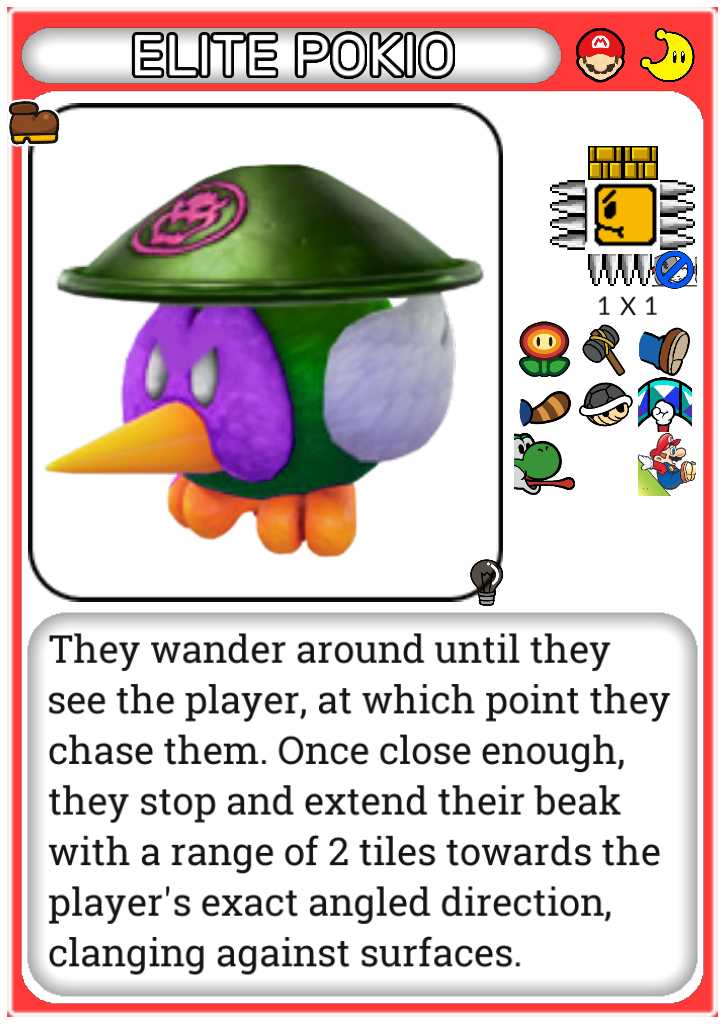 ELITE POKIO
1 X 1
They wander around until they
see the player, at which point they
chase them. Once close enough,
they stop and extend their beak
with a range of 2 tiles towards the
player's exact angled direction,
clanging against surfaces.